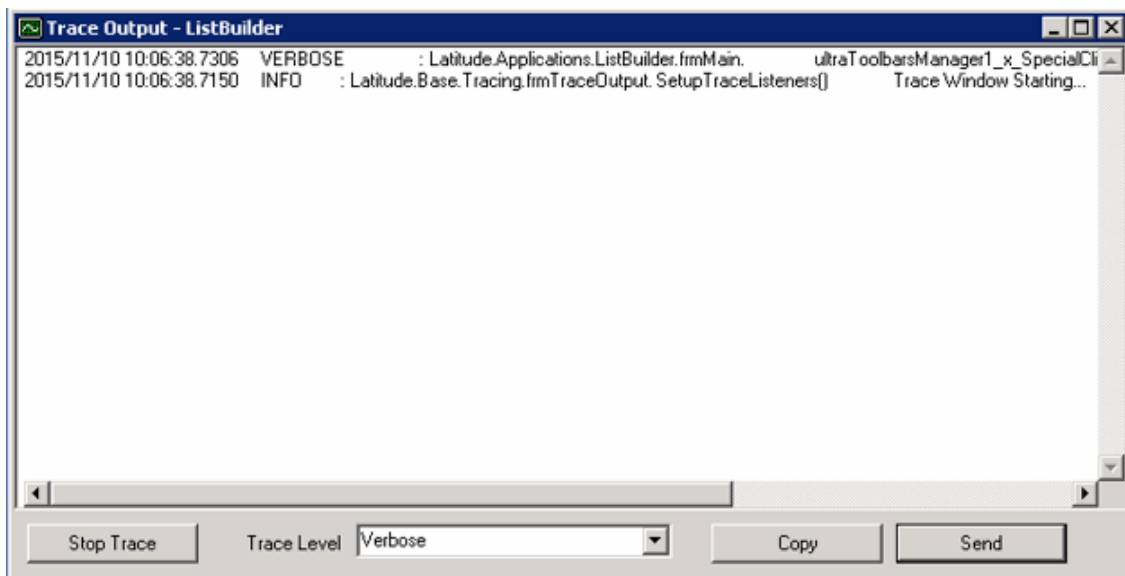 Trace Output - ListBuilder
2015/11/10 10:06:38.7306 VERBOSE : Latitude.Applications.ListBuilder.frmMain. ultraToolbarsManager1_x_SpecialCli
2015/11/10 10:06:38.7150 INFO : Latitude.Base.Tracing.frmTraceOutput. SetupTraceListeners() Trace Window Starting...
Stop Trace Trace Level Verbose Copy Send